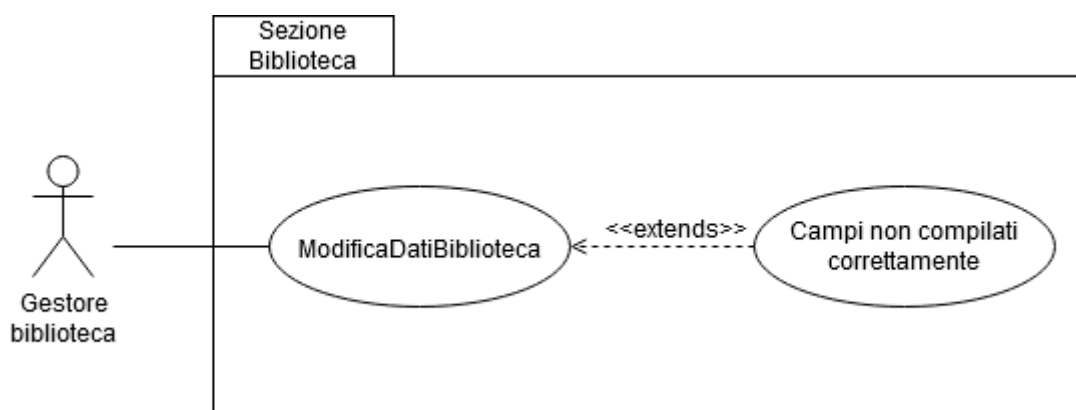 Sezione
Biblioteca
<<extends>>
Campi non compilati
correttamente
ModificaDatiBiblioteca
Gestore
biblioteca